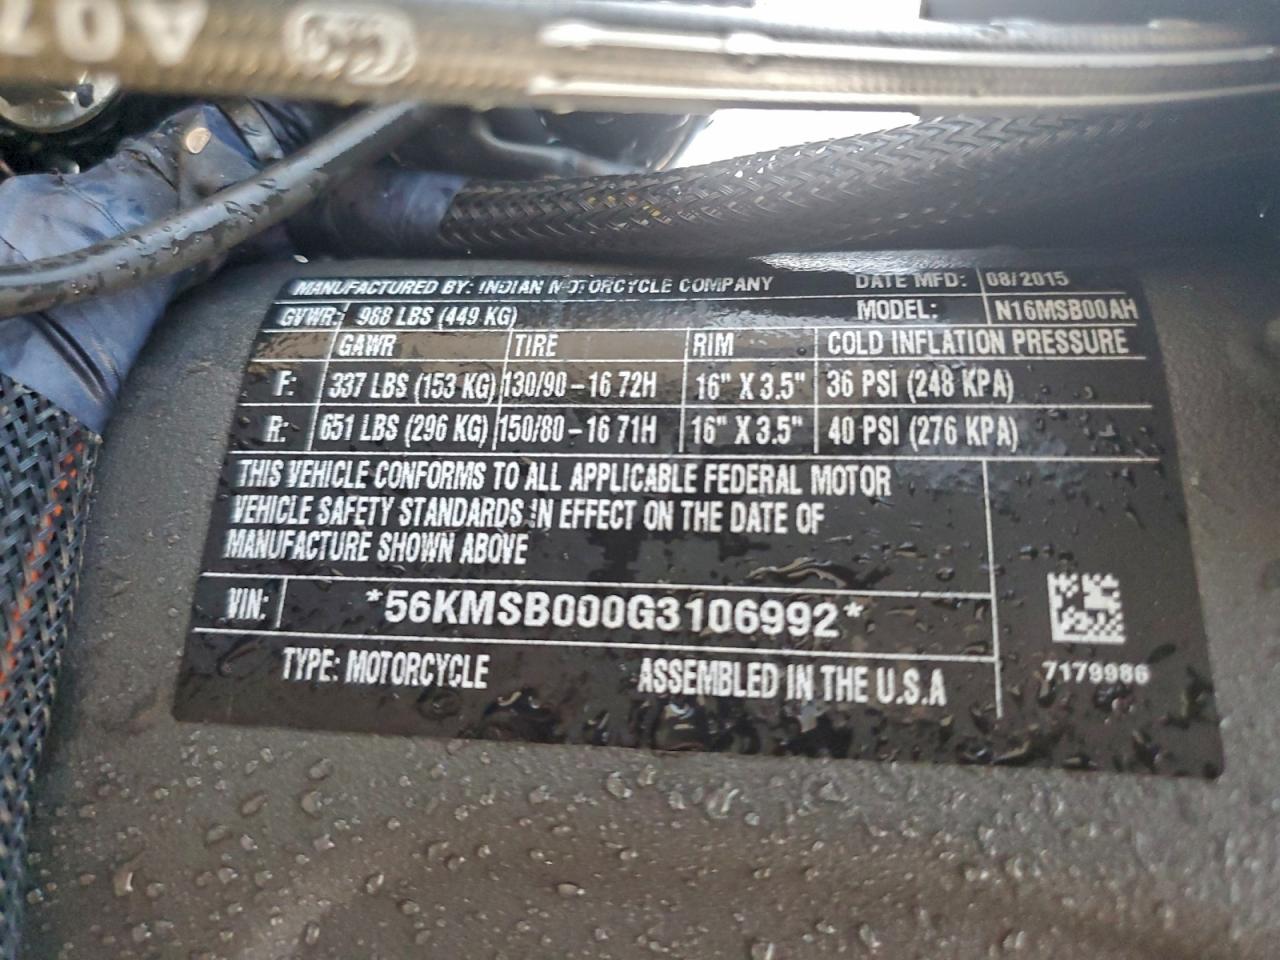 MANUFACTURED BY: INDIAN MOTORCYCLE COMPANY DATE MFD: 08/2015
GVWR: 988 LBS (449 KG) MODEL: N16MSB00AH
GAWR TIRE RIM COLD INFLATION PRESSURE
F: 337 LBS (153 KG) 130/90-16 72H 16" X 3.5" 36 PSI (248 KPA)
R: 651 LBS (296 KG) 150/80-16 71H 16" X 3.5" 40 PSI (276 KPA)
THIS VEHICLE CONFORMS TO ALL APPLICABLE FEDERAL MOTOR
VEHICLE SAFETY STANDARDS IN EFFECT ON THE DATE OF
MANUFACTURE SHOWN ABOVE
VIN: *56KMSB000G3106992*
7179986
TYPE: MOTORCYCLE ASSEMBLED IN THE U.S.A